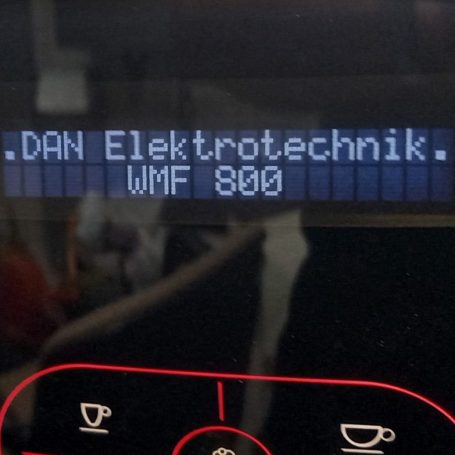 .DAN Elektrotechnik.
WMF 800